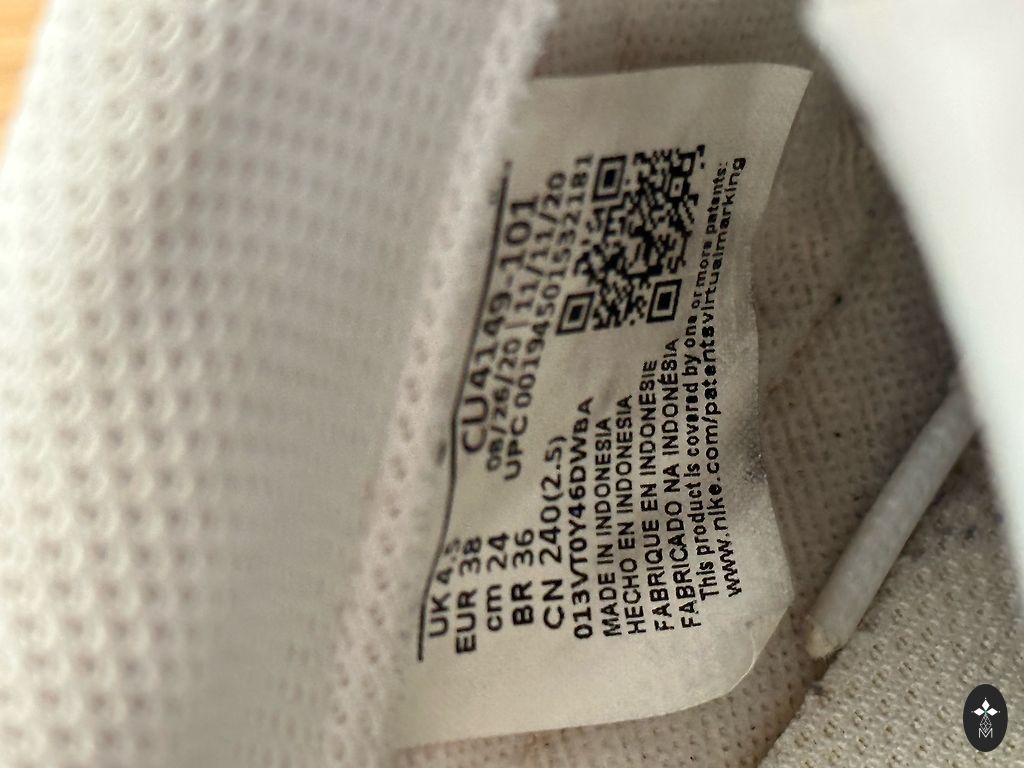 UK 4.5
EUR 38
cm 24
BR 36
CN 240(2.5)
CU4149-101
08/26/20 | 11/11/20
UPC 00194501532181
013VT0Y46DWBA
MADE IN INDONESIA
HECHO EN INDONESIA
FABRIQUE EN INDONESIE
FABRICADO NA INDONÉSIA
This product is covered by one or more patents:
www.nike.com/patentsvirtualmarking
M